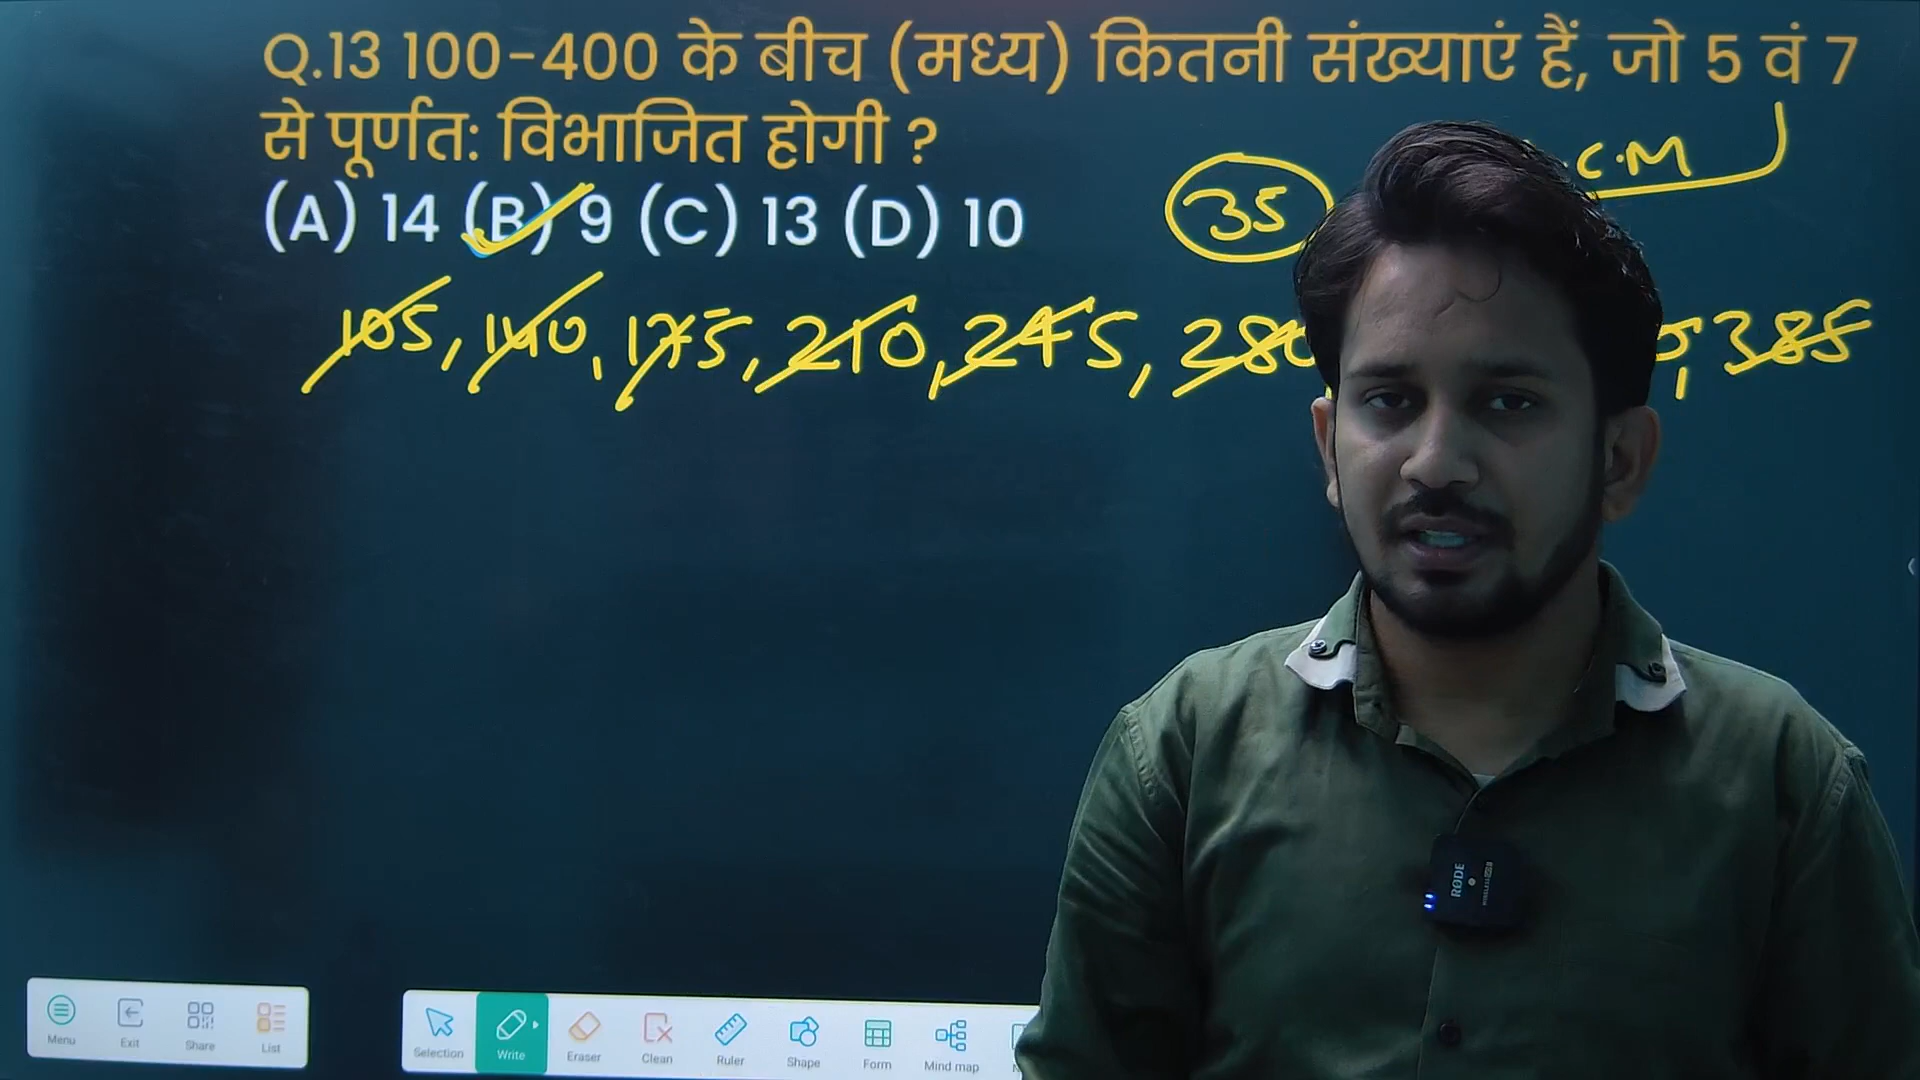 Q.13 100-400 के बीच (मध्य) कितनी संख्याएं हैं, जो 5 वं 7
से पूर्णत: विभाजित होगी ?
.C.M
(A) 14 (B) 9 (C) 13 (D) 10
35
105, 140, 175, 210, 245, 280
, 385
RODE
Menu Exit Share List
Selection Write Eraser Clean Ruler Shape Form Mind map